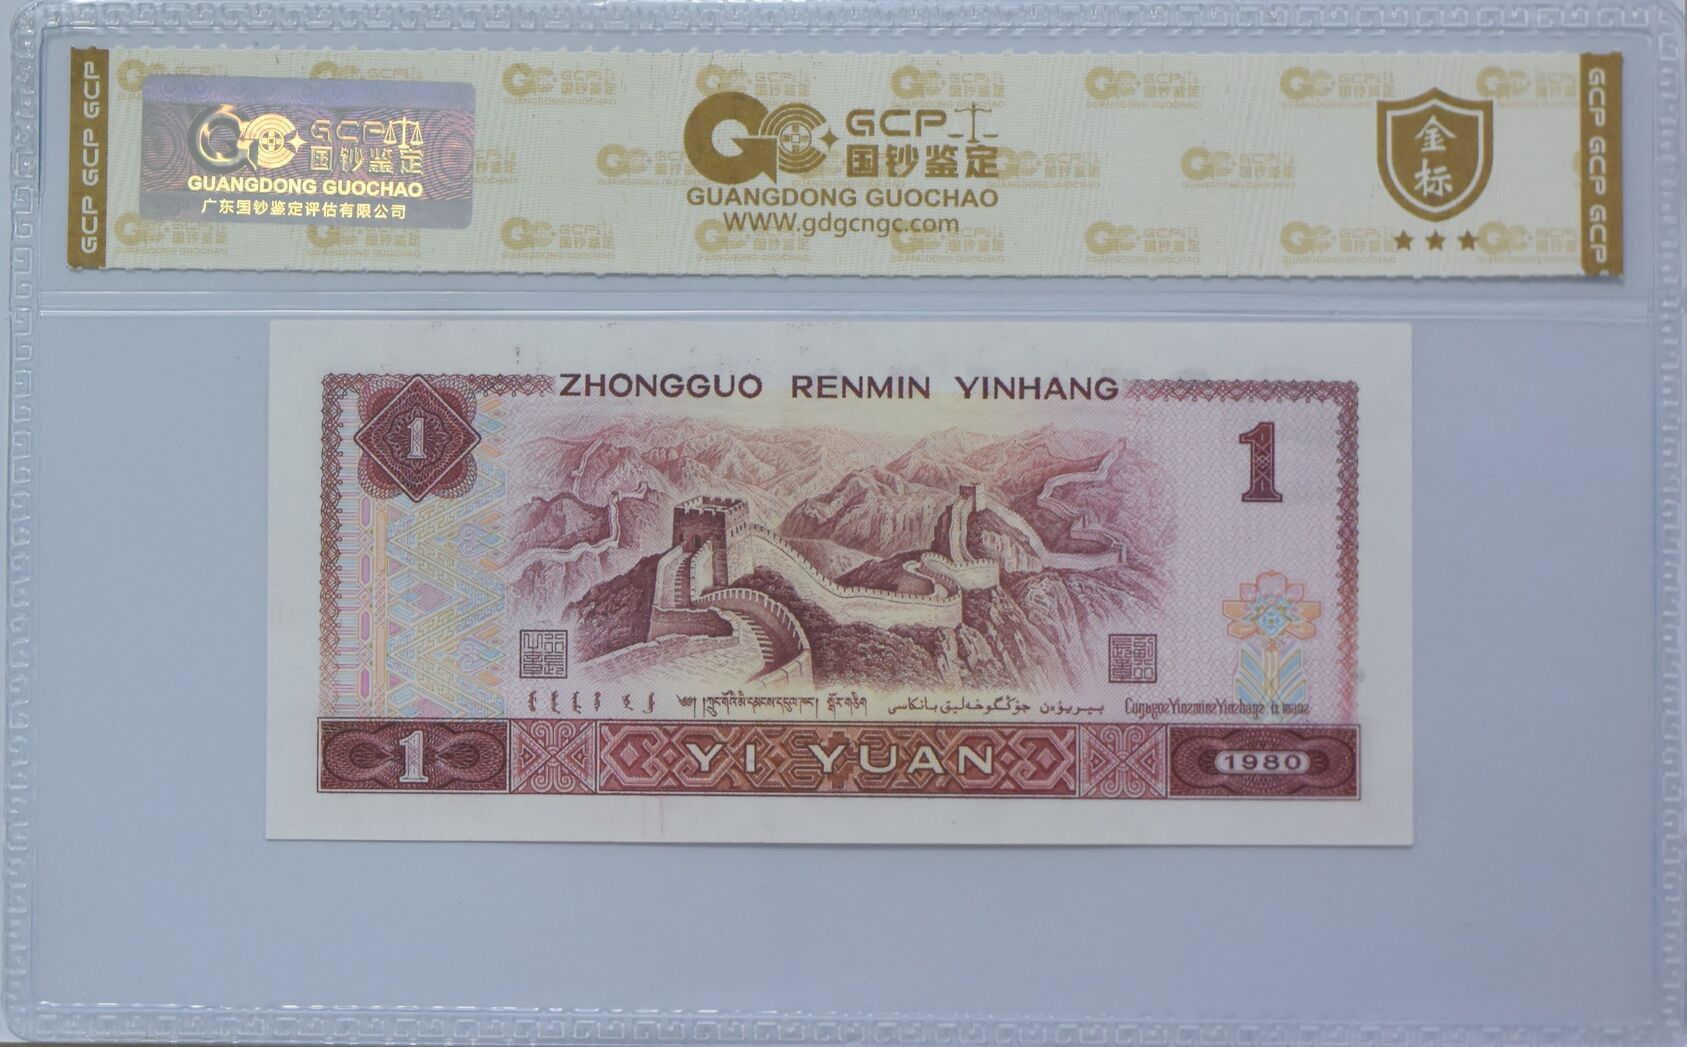 GCP GCP GCP
GCP
国钞鉴定
GUANGDONG GUOCHAO
广东国钞鉴定评估有限公司
GCP
国钞鉴定
GUANGDONG GUOCHAO
WWW.gdgcngc.com
金标
GCP GCP GCP
ZHONGGUO RENMIN YINHANG
1
1
1
YI YUAN
1980